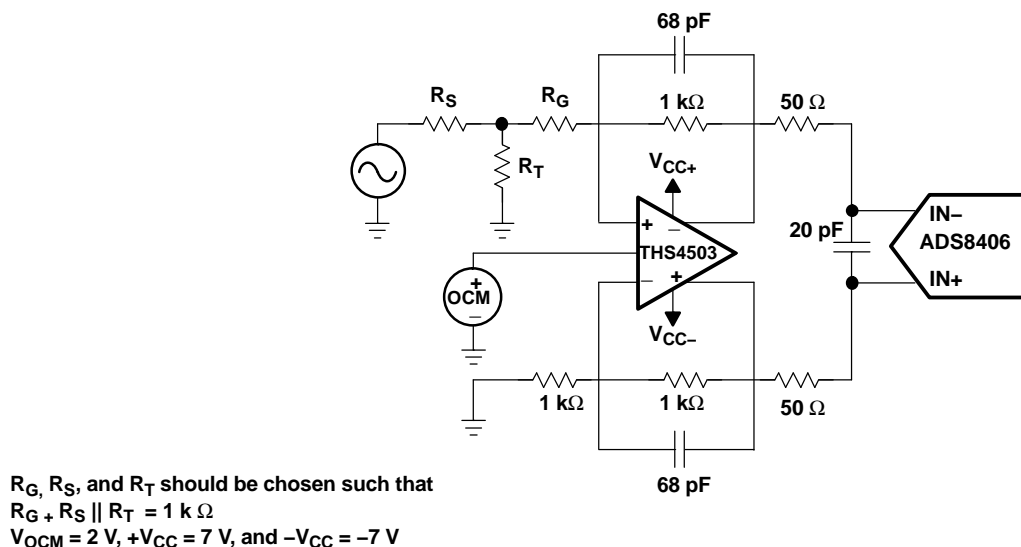 68 pF
R_S
R_G
1 kΩ
50 Ω
R_T
V_CC+
+
−
THS4503
20 pF
IN−
ADS8406
IN+
+
OCM
−
−
+
V_CC−
1 kΩ
1 kΩ
50 Ω
68 pF
R_G, R_S, and R_T should be chosen such that
R_G + R_S || R_T = 1 k Ω
V_OCM = 2 V, +V_CC = 7 V, and −V_CC = −7 V